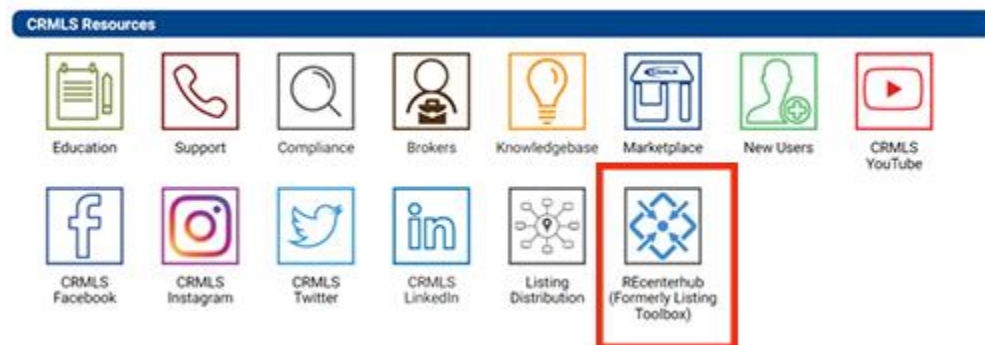 CRMLS Resources
Education
Support
Compliance
Brokers
Knowledgebase
Marketplace
New Users
CRMLS
YouTube
CRMLS
Facebook
CRMLS
Instagram
CRMLS
Twitter
in
CRMLS
LinkedIn
Listing
Distribution
REcenterhub
(Formerly Listing
Toolbox)